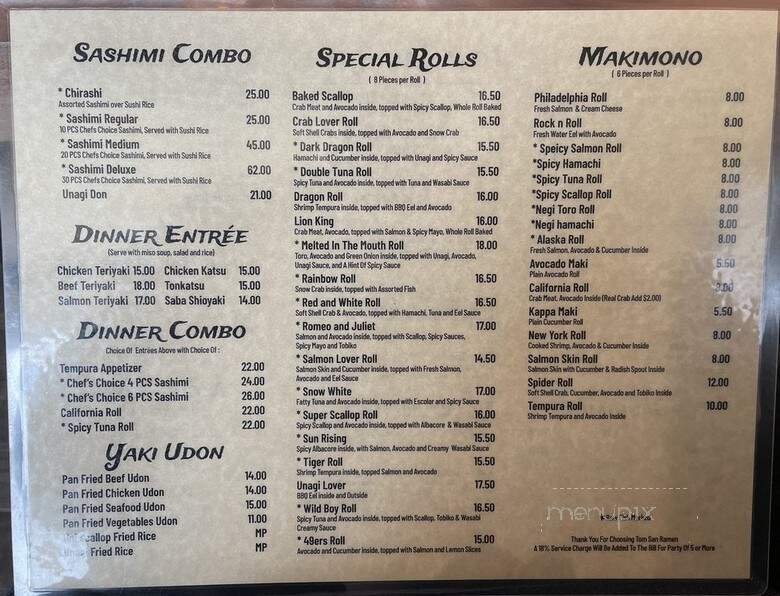 SASHIMI COMBO
* Chirashi 25.00
Assorted Sashimi over Sushi Rice
* Sashimi Regular 25.00
10 PCS Chefs Choice Sashimi, Served with Sushi Rice
* Sashimi Medium 45.00
20 PCS Chefs Choice Sashimi, Served with Sushi Rice
* Sashimi Deluxe 62.00
30 PCS Chefs Choice Sashimi, Served with Sushi Rice
Unagi Don 21.00
DINNER ENTRÉE
(Serve with miso soup, salad and rice)
Chicken Teriyaki 15.00 Chicken Katsu 15.00
Beef Teriyaki 18.00 Tonkatsu 15.00
Salmon Teriyaki 17.00 Saba Shioyaki 14.00
DINNER COMBO
Choice Of Entrées Above with Choice Of :
Tempura Appetizer 22.00
* Chef's Choice 4 PCS Sashimi 24.00
* Chef's Choice 6 PCS Sashimi 26.00
California Roll 22.00
* Spicy Tuna Roll 22.00
YAKI UDON
Pan Fried Beef Udon 14.00
Pan Fried Chicken Udon 14.00
Pan Fried Seafood Udon 15.00
Pan Fried Vegetables Udon 11.00
Scallop Fried Rice MP
Fried Rice MP
SPECIAL ROLLS
( 8 Pieces per Roll )
Baked Scallop 16.50
Crab Meat and Avocado inside, topped with Spicy Scallop, Whole Roll Baked
Crab Lover Roll 16.50
Soft Shell Crabs inside, topped with Avocado and Snow Crab
* Dark Dragon Roll 15.50
Hamachi and Cucumber inside, topped with Unagi and Spicy Sauce
* Double Tuna Roll 15.50
Spicy Tuna and Avocado inside, topped with Tuna and Wasabi Sauce
Dragon Roll 16.00
Shrimp Tempura inside, topped with BBQ Eel and Avocado
Lion King 16.00
Crab Meat, Avocado, topped with Salmon & Spicy Mayo, Whole Roll Baked
* Melted In The Mouth Roll 18.00
Toro, Avocado and Green Onion inside, topped with Unagi, Avocado,
Unagi Sauce, and A Hint Of Spicy Sauce
* Rainbow Roll 16.50
Snow Crab inside, topped with Assorted Fish
* Red and White Roll 16.50
Soft Shell Crab & Avocado, topped with Hamachi, Tuna and Eel Sauce
* Romeo and Juliet 17.00
Salmon and Avocado inside, topped with Scallop, Spicy Sauces,
Spicy Mayo and Tobiko
* Salmon Lover Roll 14.50
Salmon Skin and Cucumber inside, topped with Fresh Salmon,
Avocado and Eel Sauce
* Snow White 17.00
Fatty Tuna and Avocado inside, topped with Escolar and Spicy Sauce
* Super Scallop Roll 16.00
Spicy Scallop and Avocado inside, topped with Albacore & Wasabi Sauce
* Sun Rising 15.50
Spicy Albacore inside, with Salmon, Avocado and Creamy Wasabi Sauce
* Tiger Roll 15.50
Shrimp Tempura inside, topped Salmon and Avocado
Unagi Lover 17.50
BBQ Eel inside and Outside
* Wild Boy Roll 16.50
Spicy Tuna and Avocado inside, topped with Scallop, Tobiko & Wasabi
Creamy Sauce
* 49ers Roll 15.00
Avocado and Cucumber inside, topped with Salmon and Lemon Slices
MAKIMONO
( 6 Pieces per Roll )
Philadelphia Roll 8.00
Fresh Salmon & Cream Cheese
Rock n Roll 8.00
Fresh Water Eel with Avocado
* Speicy Salmon Roll 8.00
*Spicy Hamachi 8.00
*Spicy Tuna Roll 8.00
*Spicy Scallop Roll 8.00
*Negi Toro Roll 8.00
*Negi hamachi 8.00
* Alaska Roll 8.00
Fresh Salmon, Avocado & Cucumber Inside
Avocado Maki 5.50
Plain Avocado Roll
California Roll 8.00
Crab Meat, Avocado Inside (Real Crab Add $2.00)
Kappa Maki 5.50
Plain Cucumber Roll
New York Roll 8.00
Cooked Shrimp, Avocado & Cucumber Inside
Salmon Skin Roll 8.00
Salmon Skin with Cucumber & Radish Spout Inside
Spider Roll 12.00
Soft Shell Crab, Cucumber, Avocado and Tobiko Inside
Tempura Roll 10.00
Shrimp Tempura and Avocado Inside
menupix
Thank You For Choosing Tom San Ramen
A 18% Service Charge Will Be Added To The Bill For Party Of 5 or More